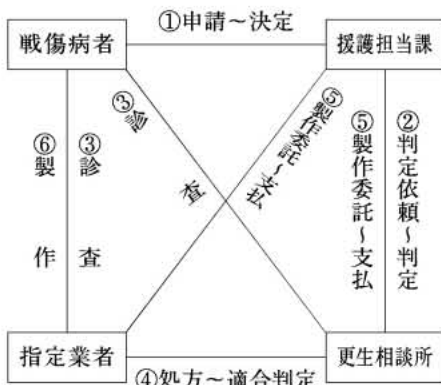 ①申請～決定
戦傷病者
援護担当課
③診査
⑤製作委託～支払
⑥製作
③診査
⑤製作委託～支払
②判定依頼～判定
指定業者
更生相談所
④処方～適合判定